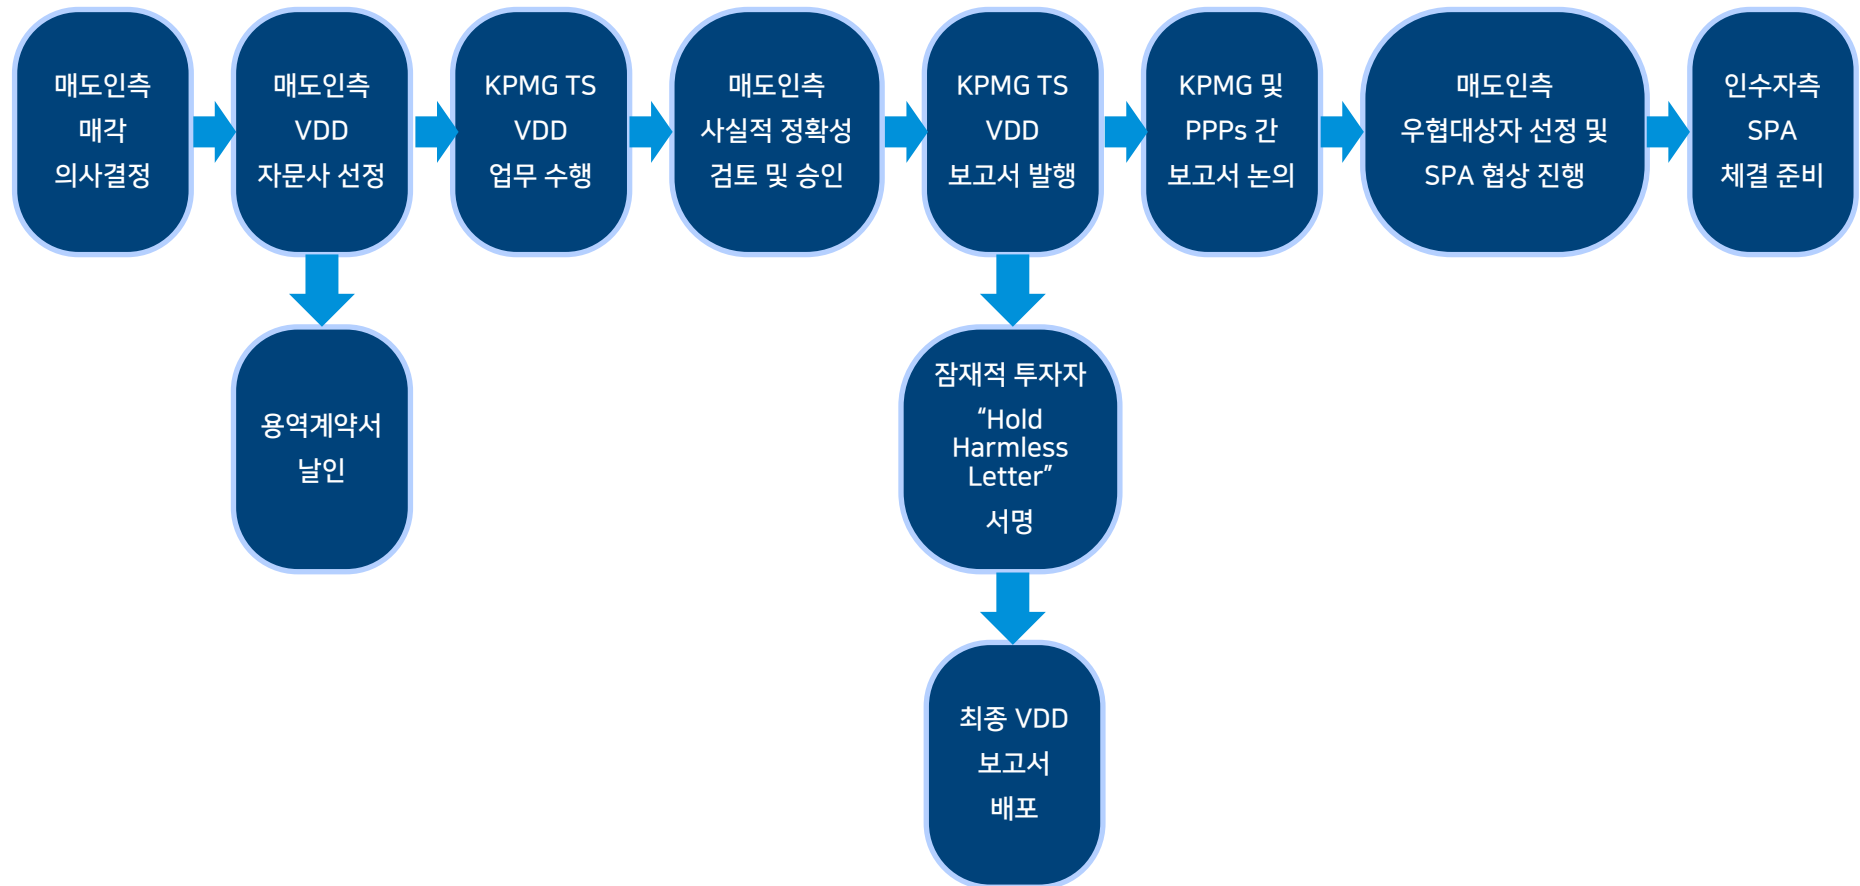 매도인측
매각
의사결정
매도인측
VDD
자문사 선정
KPMG TS
VDD
업무 수행
매도인측
사실적 정확성
검토 및 승인
KPMG TS
VDD
보고서 발행
KPMG 및
PPPs 간
보고서 논의
매도인측
우협대상자 선정 및
SPA 협상 진행
인수자측
SPA
체결 준비
용역계약서
날인
잠재적 투자자
“Hold
Harmless
Letter”
서명
최종 VDD
보고서
배포